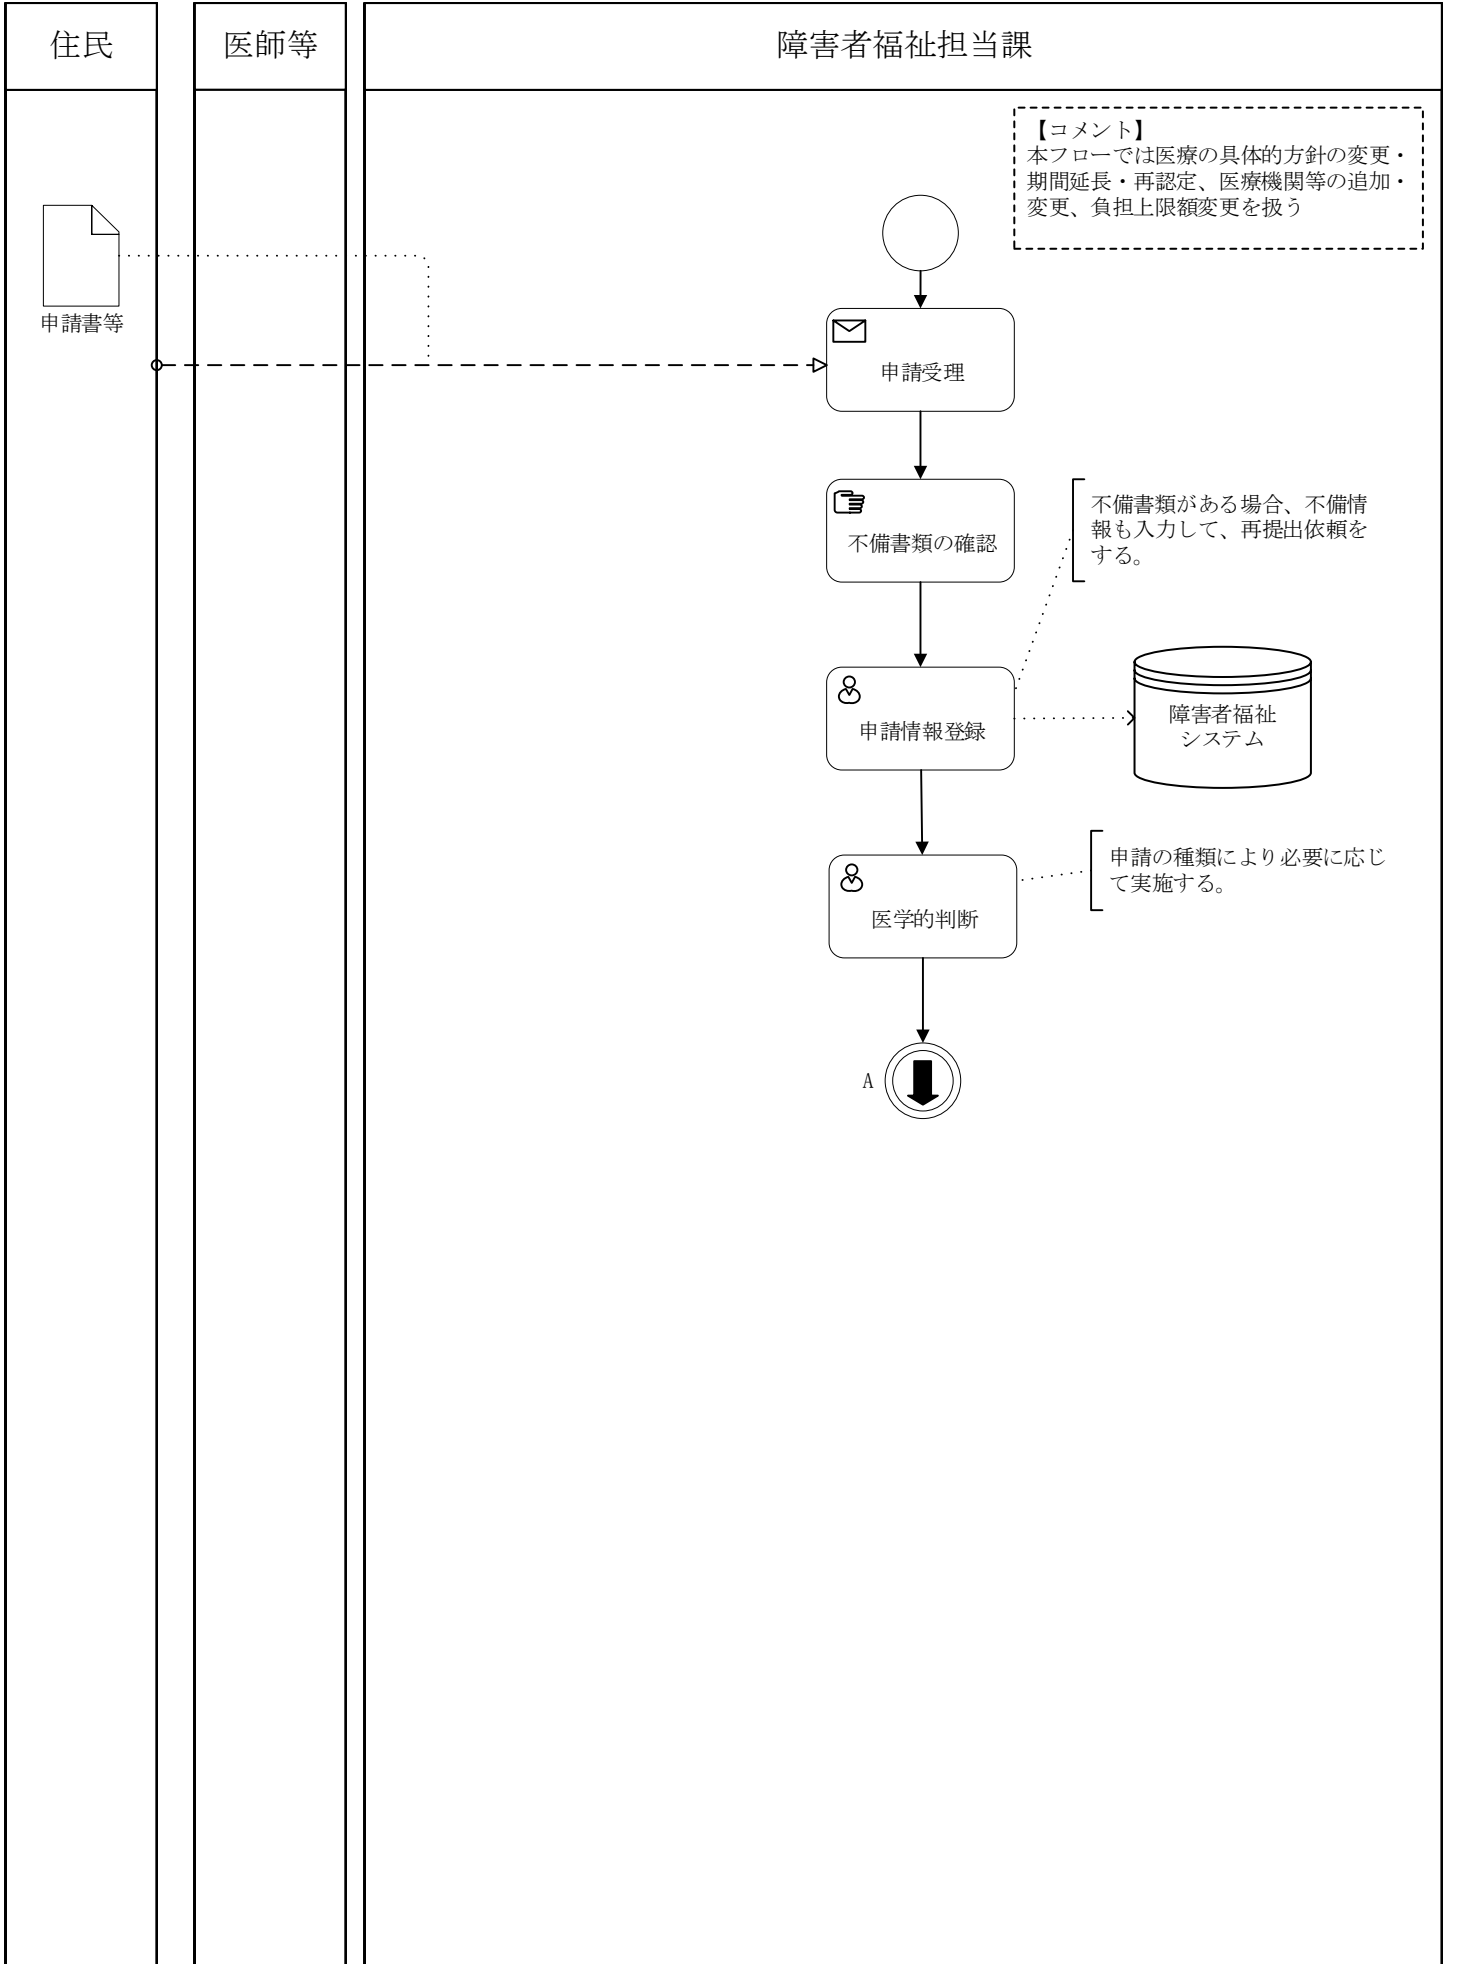 住民
医師等
障害者福祉担当課
【コメント】
本フローでは医療の具体的方針の変更・
期間延長・再認定、医療機関等の追加・
変更、負担上限額変更を扱う
申請書等
申請受理
不備書類の確認
不備書類がある場合、不備情
報も入力して、再提出依頼を
する。
申請情報登録
障害者福祉
システム
医学的判断
申請の種類により必要に応じ
て実施する。
A